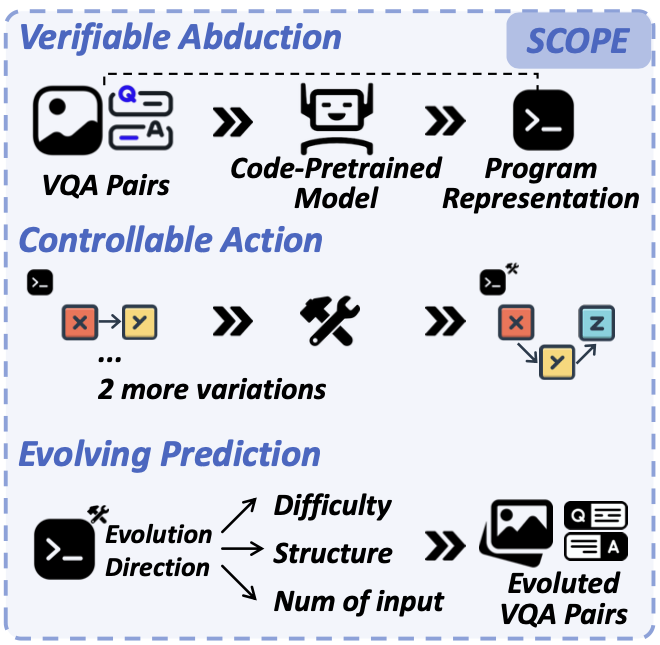 Verifiable Abduction
SCOPE
Q
A
VQA Pairs
Code-Pretrained
Model
Program
Representation
Controllable Action
X
Y
X
Z
Y
...
2 more variations
Evolving Prediction
Evolution
Direction
Difficulty
Structure
Num of input
Q
A
Evoluted
VQA Pairs